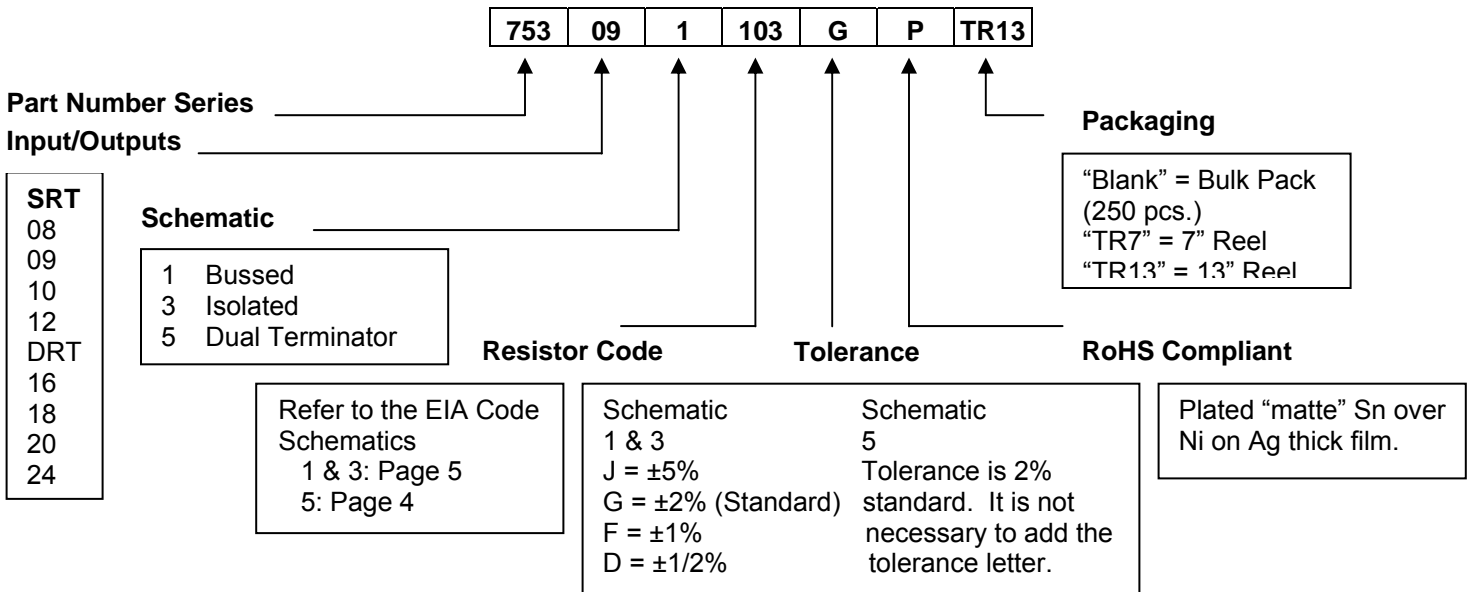 753 09 1 103 G P TR13
Part Number Series
Input/Outputs
SRT
08
09
10
12
DRT
16
18
20
24
Schematic
1 Bussed
3 Isolated
5 Dual Terminator
Packaging
“Blank” = Bulk Pack
(250 pcs.)
“TR7” = 7” Reel
“TR13” = 13” Reel
Resistor Code
Refer to the EIA Code
Schematics
1 & 3: Page 5
5: Page 4
Tolerance
Schematic
1 & 3
J = ±5%
G = ±2% (Standard)
F = ±1%
D = ±1/2%
Schematic
5
Tolerance is 2%
standard. It is not
necessary to add the
tolerance letter.
RoHS Compliant
Plated “matte” Sn over
Ni on Ag thick film.